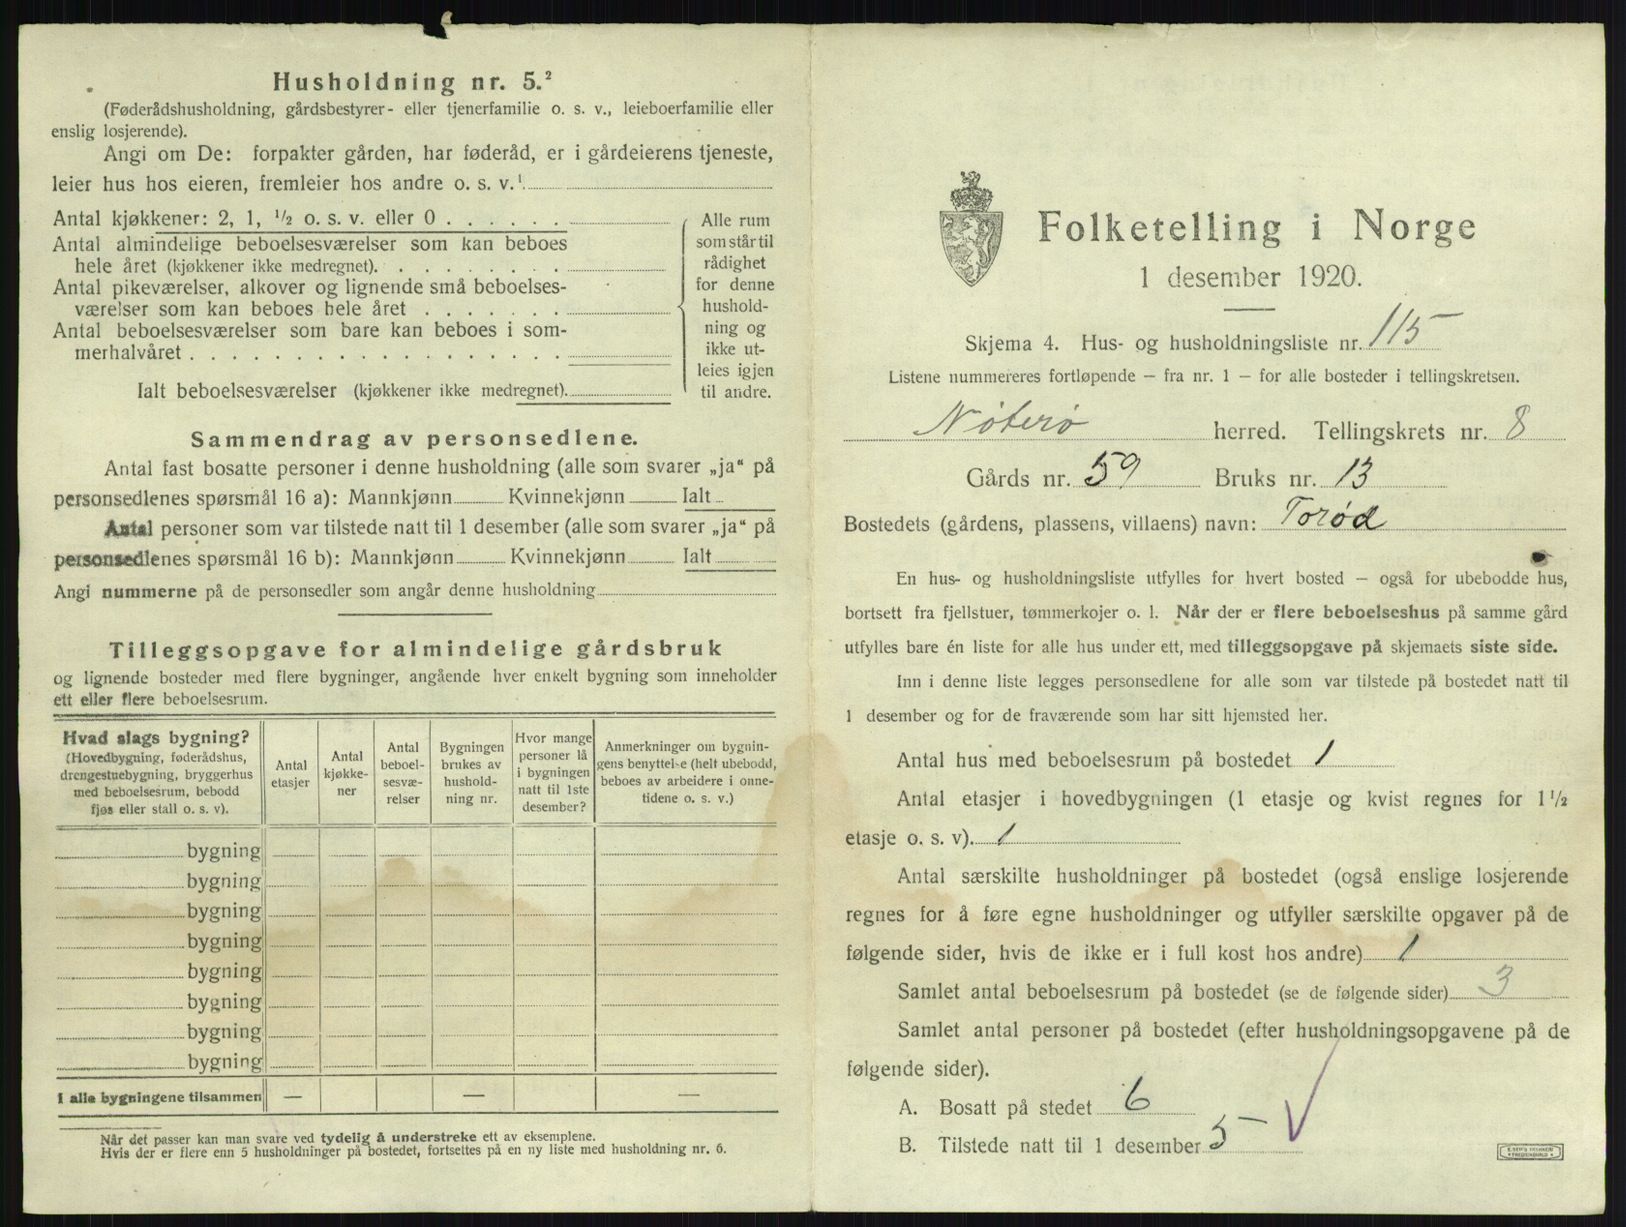 Husholdning nr. 5.²
(Føderådshusholdning, gårdsbestyrer- eller tjenerfamilie o. s. v., leieboerfamilie eller
enslig losjerende).
Angi om De: forpakter gården, har føderåd, er i gårdeierens tjeneste,
leier hus hos eieren, fremleier hos andre o. s. v.¹
Antal kjøkkener: 2, 1, ½ o. s. v. eller 0
Antal almindelige beboelsesværelser som kan beboes
hele året (kjøkkener ikke medregnet).
Antal pikeværelser, alkover og lignende små beboelses-
værelser som kan beboes hele året
Antal beboelsesværelser som bare kan beboes i som-
merhalvåret
Ialt beboelsesværelser (kjøkkener ikke medregnet).
Alle rum
som står til
rådighet
for denne
hushold-
ning og
ikke ut-
leies igjen
til andre.
Sammendrag av personsedlene.
Antal fast bosatte personer i denne husholdning (alle som svarer „ja“ på
personsedlenes spørsmål 16 a): Mannkjønn Kvinnekjønn Ialt
Antal personer som var tilstede natt til 1 desember (alle som svarer „ja“ på
personsedlenes spørsmål 16 b): Mannkjønn Kvinnekjønn Ialt
Angi nummerne på de personsedler som angår denne husholdning
Tilleggsopgave for almindelige gårdsbruk
og lignende bosteder med flere bygninger, angående hver enkelt bygning som inneholder
ett eller flere beboelsesrum.
Hvad slags bygning?
(Hovedbygning, føderådshus,
drengestuebygning, bryggerhus
med beboelsesrum, bebodd
fjøs eller stall o. s. v).
Antal
etasjer
Antal
kjøkke-
ner
Antal
beboel-
sesvæ-
relser
Bygningen
brukes av
hushold-
ning nr.
Hvor mange
personer lå
i bygningen
natt til 1ste
desember?
Anmerkninger om bygnin-
gens benyttelse (helt ubebodd,
beboes av arbeidere i onne-
tidene o. s. v.)
bygning
bygning
bygning
bygning
bygning
bygning
bygning
bygning
I alle bygningene tilsammen — — —
Når det passer kan man svare ved tydelig å understreke ett av eksemplene.
Hvis der er flere enn 5 husholdninger på bostedet, fortsettes på en ny liste med husholdning nr. 6.
Folketelling i Norge
1 desember 1920.
Skjema 4. Hus- og husholdningsliste nr. 115
Listene nummereres fortløpende – fra nr. 1 – for alle bosteder i tellingskretsen.
Nøterø herred. Tellingskrets nr. 8
Gårds nr. 59 Bruks nr. 13
Bostedets (gårdens, plassens, villaens) navn: Torød
En hus- og husholdningsliste utfylles for hvert bosted – også for ubebodde hus,
bortsett fra fjellstuer, tømmerkojer o. l. Når der er flere beboelseshus på samme gård
utfylles bare én liste for alle hus under ett, med tilleggsopgave på skjemaets siste side.
Inn i denne liste legges personsedlene for alle som var tilstede på bostedet natt til
1 desember og for de fraværende som har sitt hjemsted her.
Antal hus med beboelsesrum på bostedet 1
Antal etasjer i hovedbygningen (1 etasje og kvist regnes for 1½
etasje o. s. v). 1
Antal særskilte husholdninger på bostedet (også enslige losjerende
regnes for å føre egne husholdninger og utfyller særskilte opgaver på de
følgende sider, hvis de ikke er i full kost hos andre) 1
Samlet antal beboelsesrum på bostedet (se de følgende sider) 3
Samlet antal personer på bostedet (efter husholdningsopgavene på de
følgende sider).
A. Bosatt på stedet 6
B. Tilstede natt til 1 desember 5